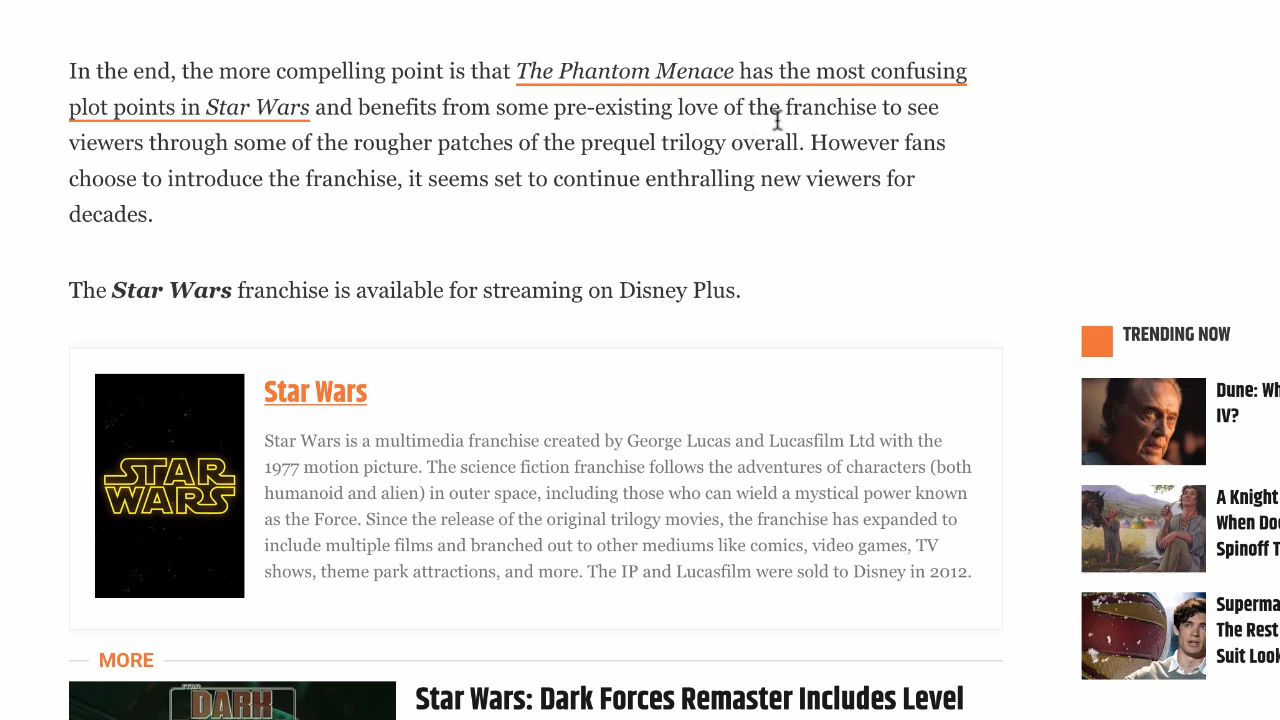 In the end, the more compelling point is that The Phantom Menace has the most confusing
plot points in Star Wars and benefits from some pre-existing love of the franchise to see
viewers through some of the rougher patches of the prequel trilogy overall. However fans
choose to introduce the franchise, it seems set to continue enthralling new viewers for
decades.
The Star Wars franchise is available for streaming on Disney Plus.
STAR
WARS
Star Wars
Star Wars is a multimedia franchise created by George Lucas and Lucasfilm Ltd with the
1977 motion picture. The science fiction franchise follows the adventures of characters (both
humanoid and alien) in outer space, including those who can wield a mystical power known
as the Force. Since the release of the original trilogy movies, the franchise has expanded to
include multiple films and branched out to other mediums like comics, video games, TV
shows, theme park attractions, and more. The IP and Lucasfilm were sold to Disney in 2012.
MORE
STAR
DARK
Star Wars: Dark Forces Remaster Includes Level
TRENDING NOW
Dune: Wh
IV?
A Knight
When Doe
Spinoff T
Superma
The Rest
Suit Look